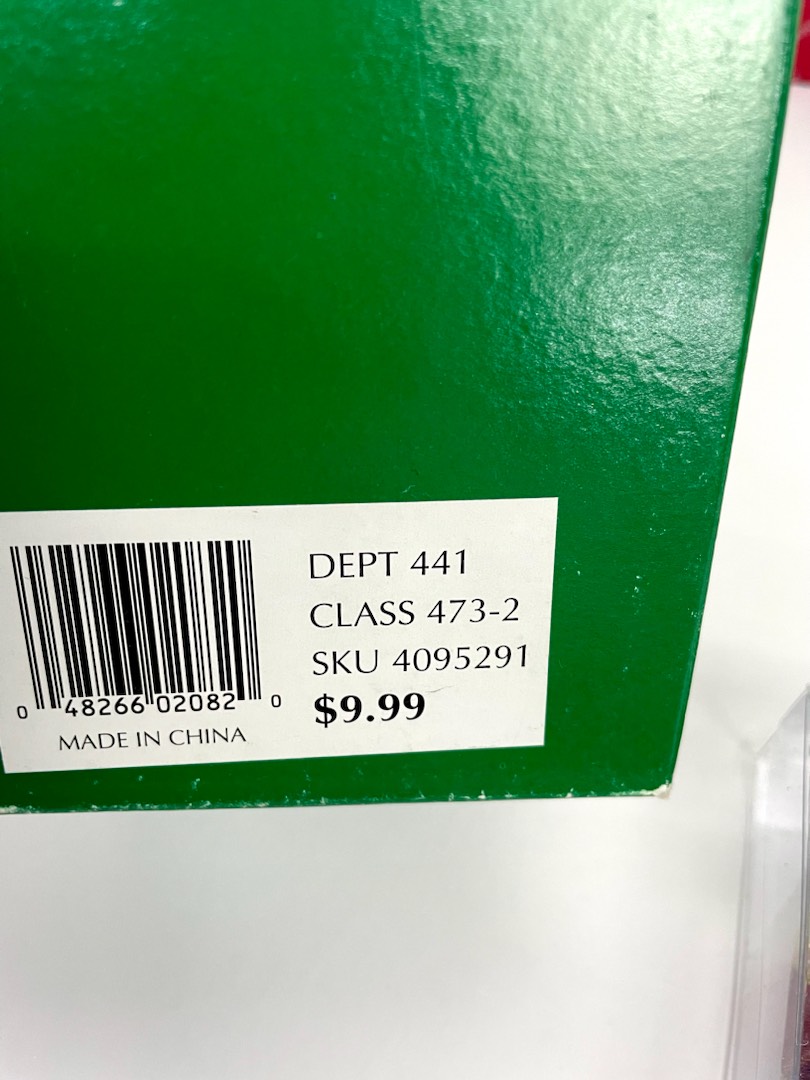 DEPT 441
CLASS 473-2
SKU 4095291
$9.99
0 48266 02082 0
MADE IN CHINA